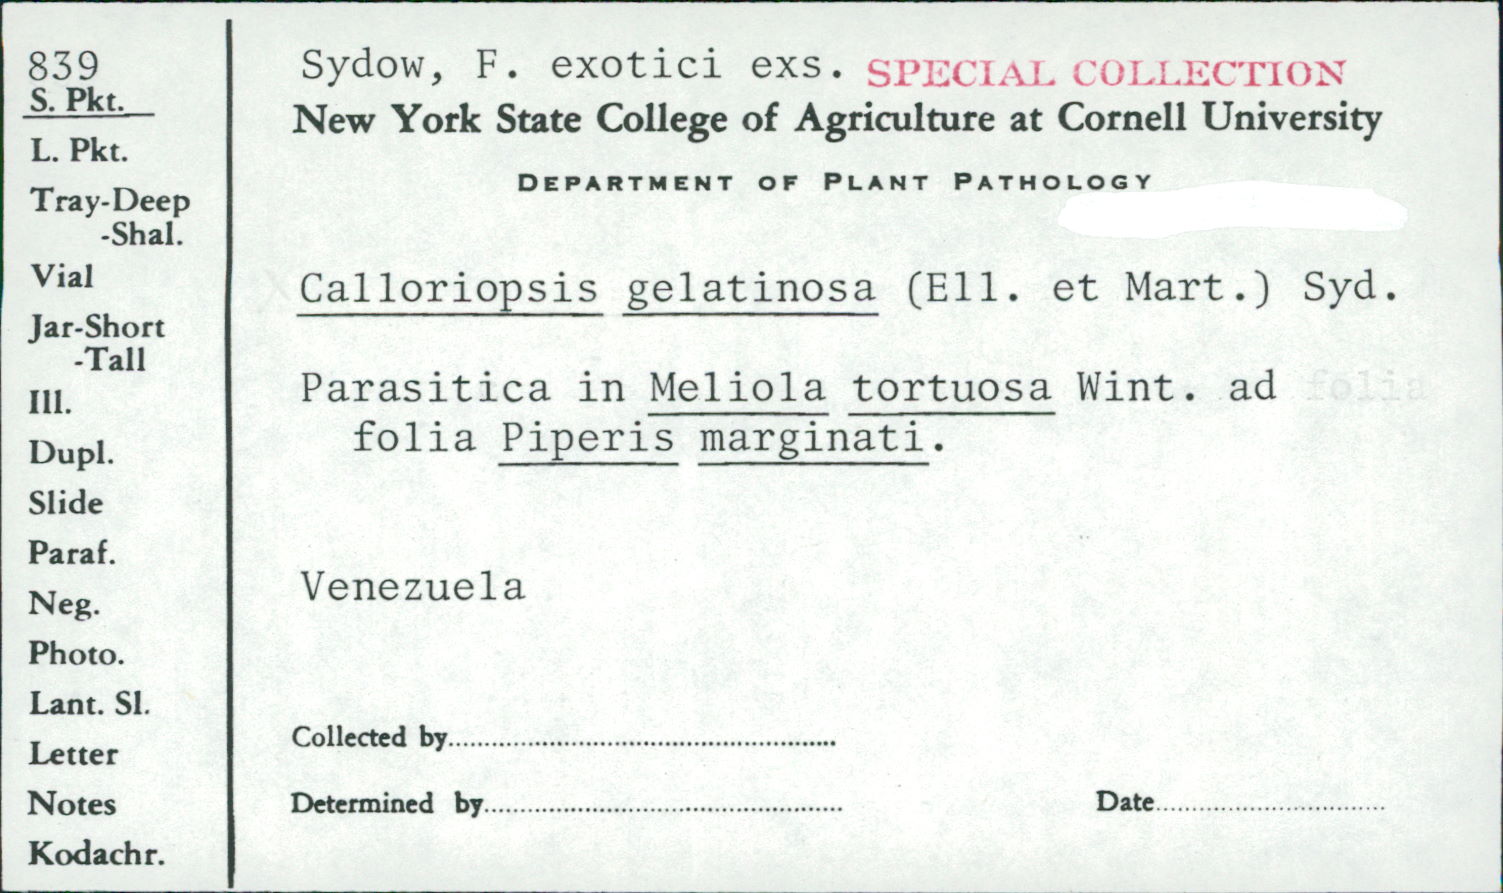 839
S. Pkt.
L. Pkt.
Tray-Deep
-Shal.
Vial
Jar-Short
-Tall
Ill.
Dupl.
Slide
Paraf.
Neg.
Photo.
Lant. Sl.
Letter
Notes
Kodachr.
Sydow, F. exotici exs. SPECIAL COLLECTION
New York State College of Agriculture at Cornell University
DEPARTMENT OF PLANT PATHOLOGY
Calloriopsis gelatinosa (Ell. et Mart.) Syd.
Parasitica in Meliola tortuosa Wint. ad folia
folia Piperis marginati.
Venezuela
Collected by
Determined by
Date